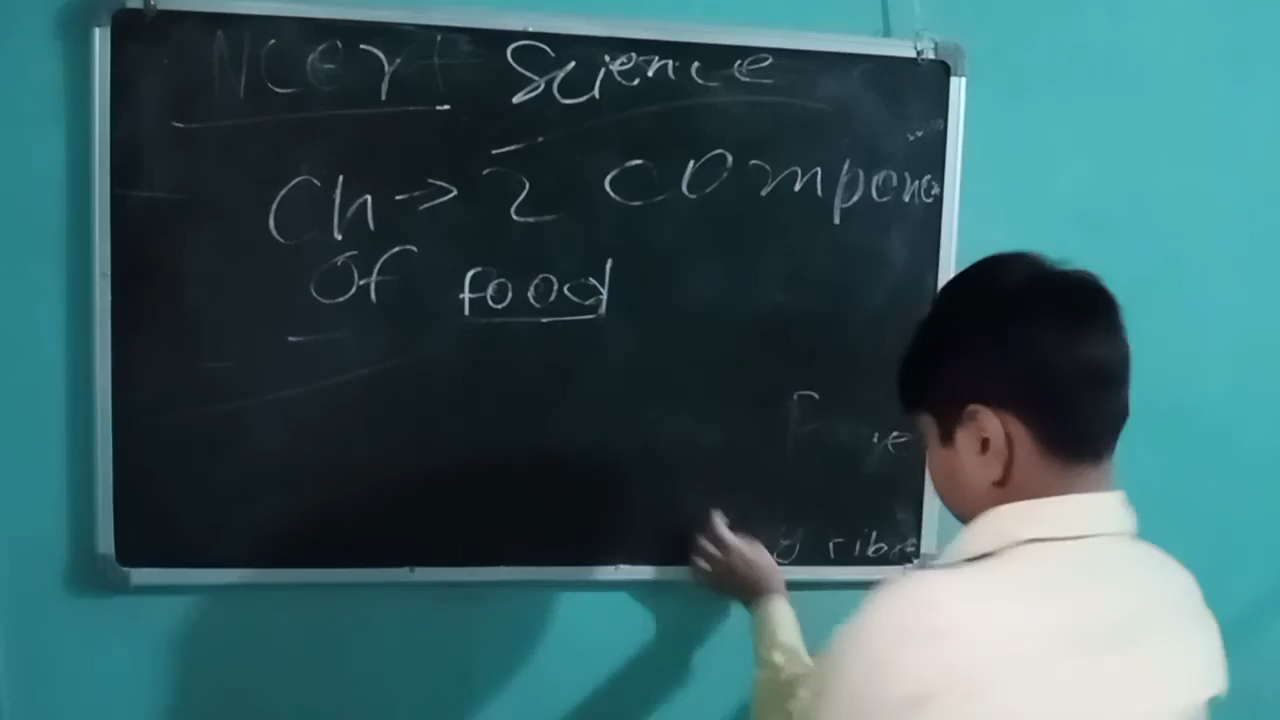 Ncert Science
Ch → 2 Compone
Of food